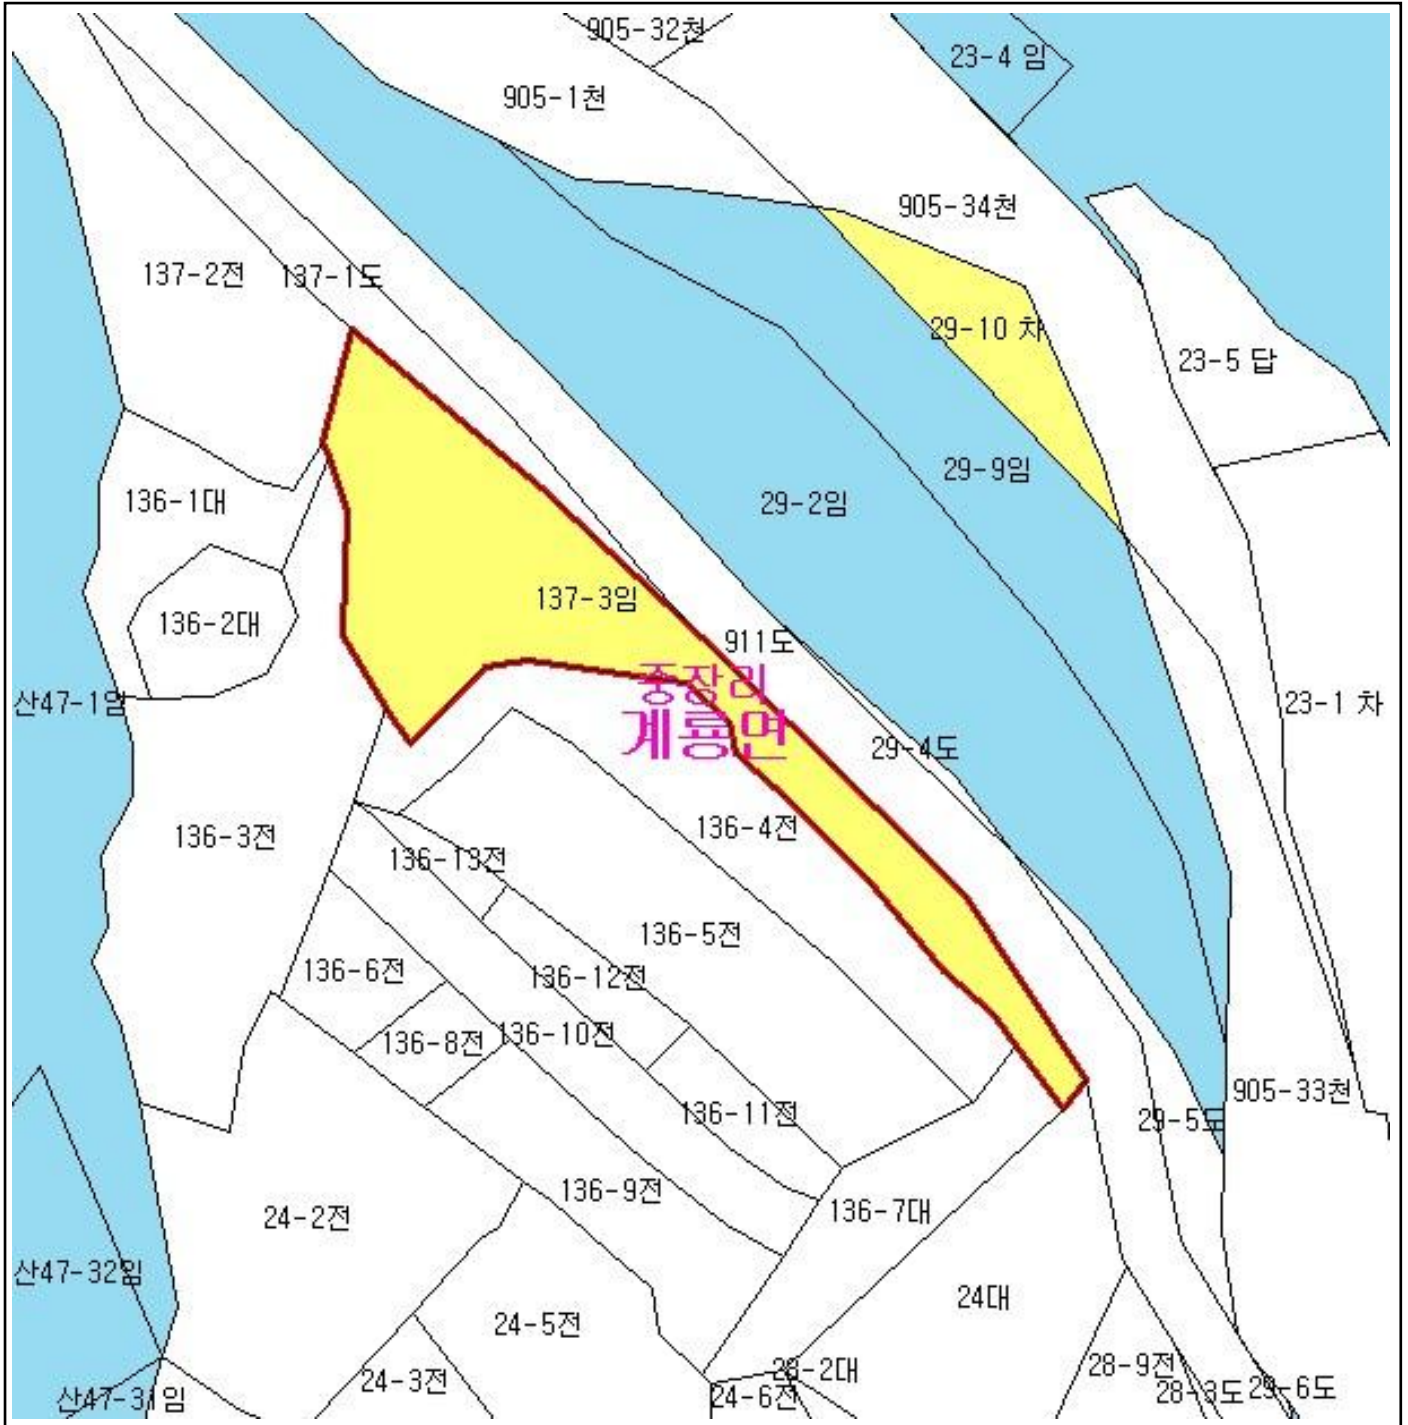 905-32천
23-4 임
905-1천
905-34천
137-2전
137-1도
29-10 차
23-5 답
29-9임
136-1대
29-2임
137-3임
136-2대
911도
중장리
산47-1임
23-1 차
계룡면
29-4도
136-4전
136-3전
136-13전
136-5전
136-6전
136-12전
136-10전
136-8전
905-33천
136-11전
29-5도
136-9전
136-7대
24-2전
산47-32임
24대
24-5전
28-9전
28-2대
24-3전
28-3도
29-6도
24-6전
산47-31임